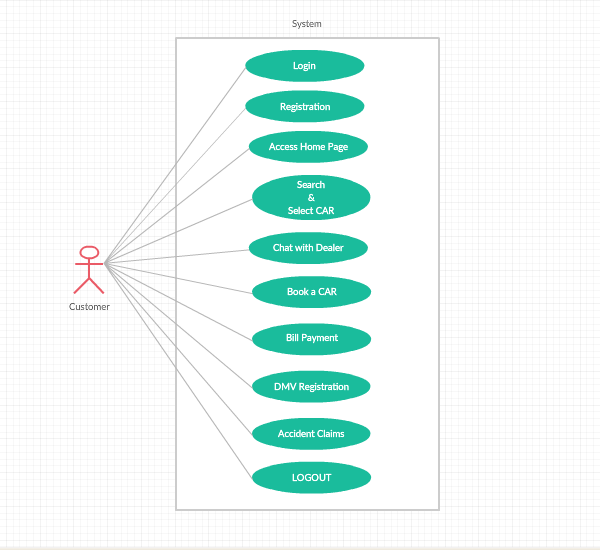 System
Login
Registration
Access Home Page
Search
&
Select CAR
Chat with Dealer
Book a CAR
Customer
Bill Payment
DMV Registration
Accident Claims
LOGOUT